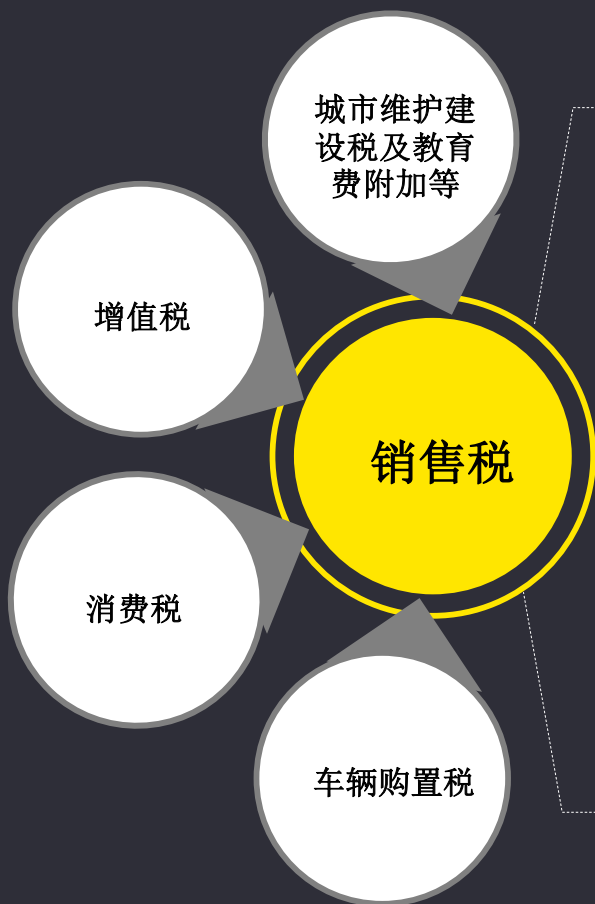 城市维护建
设税及教育
费附加等
增值税
销售税
消费税
车辆购置税